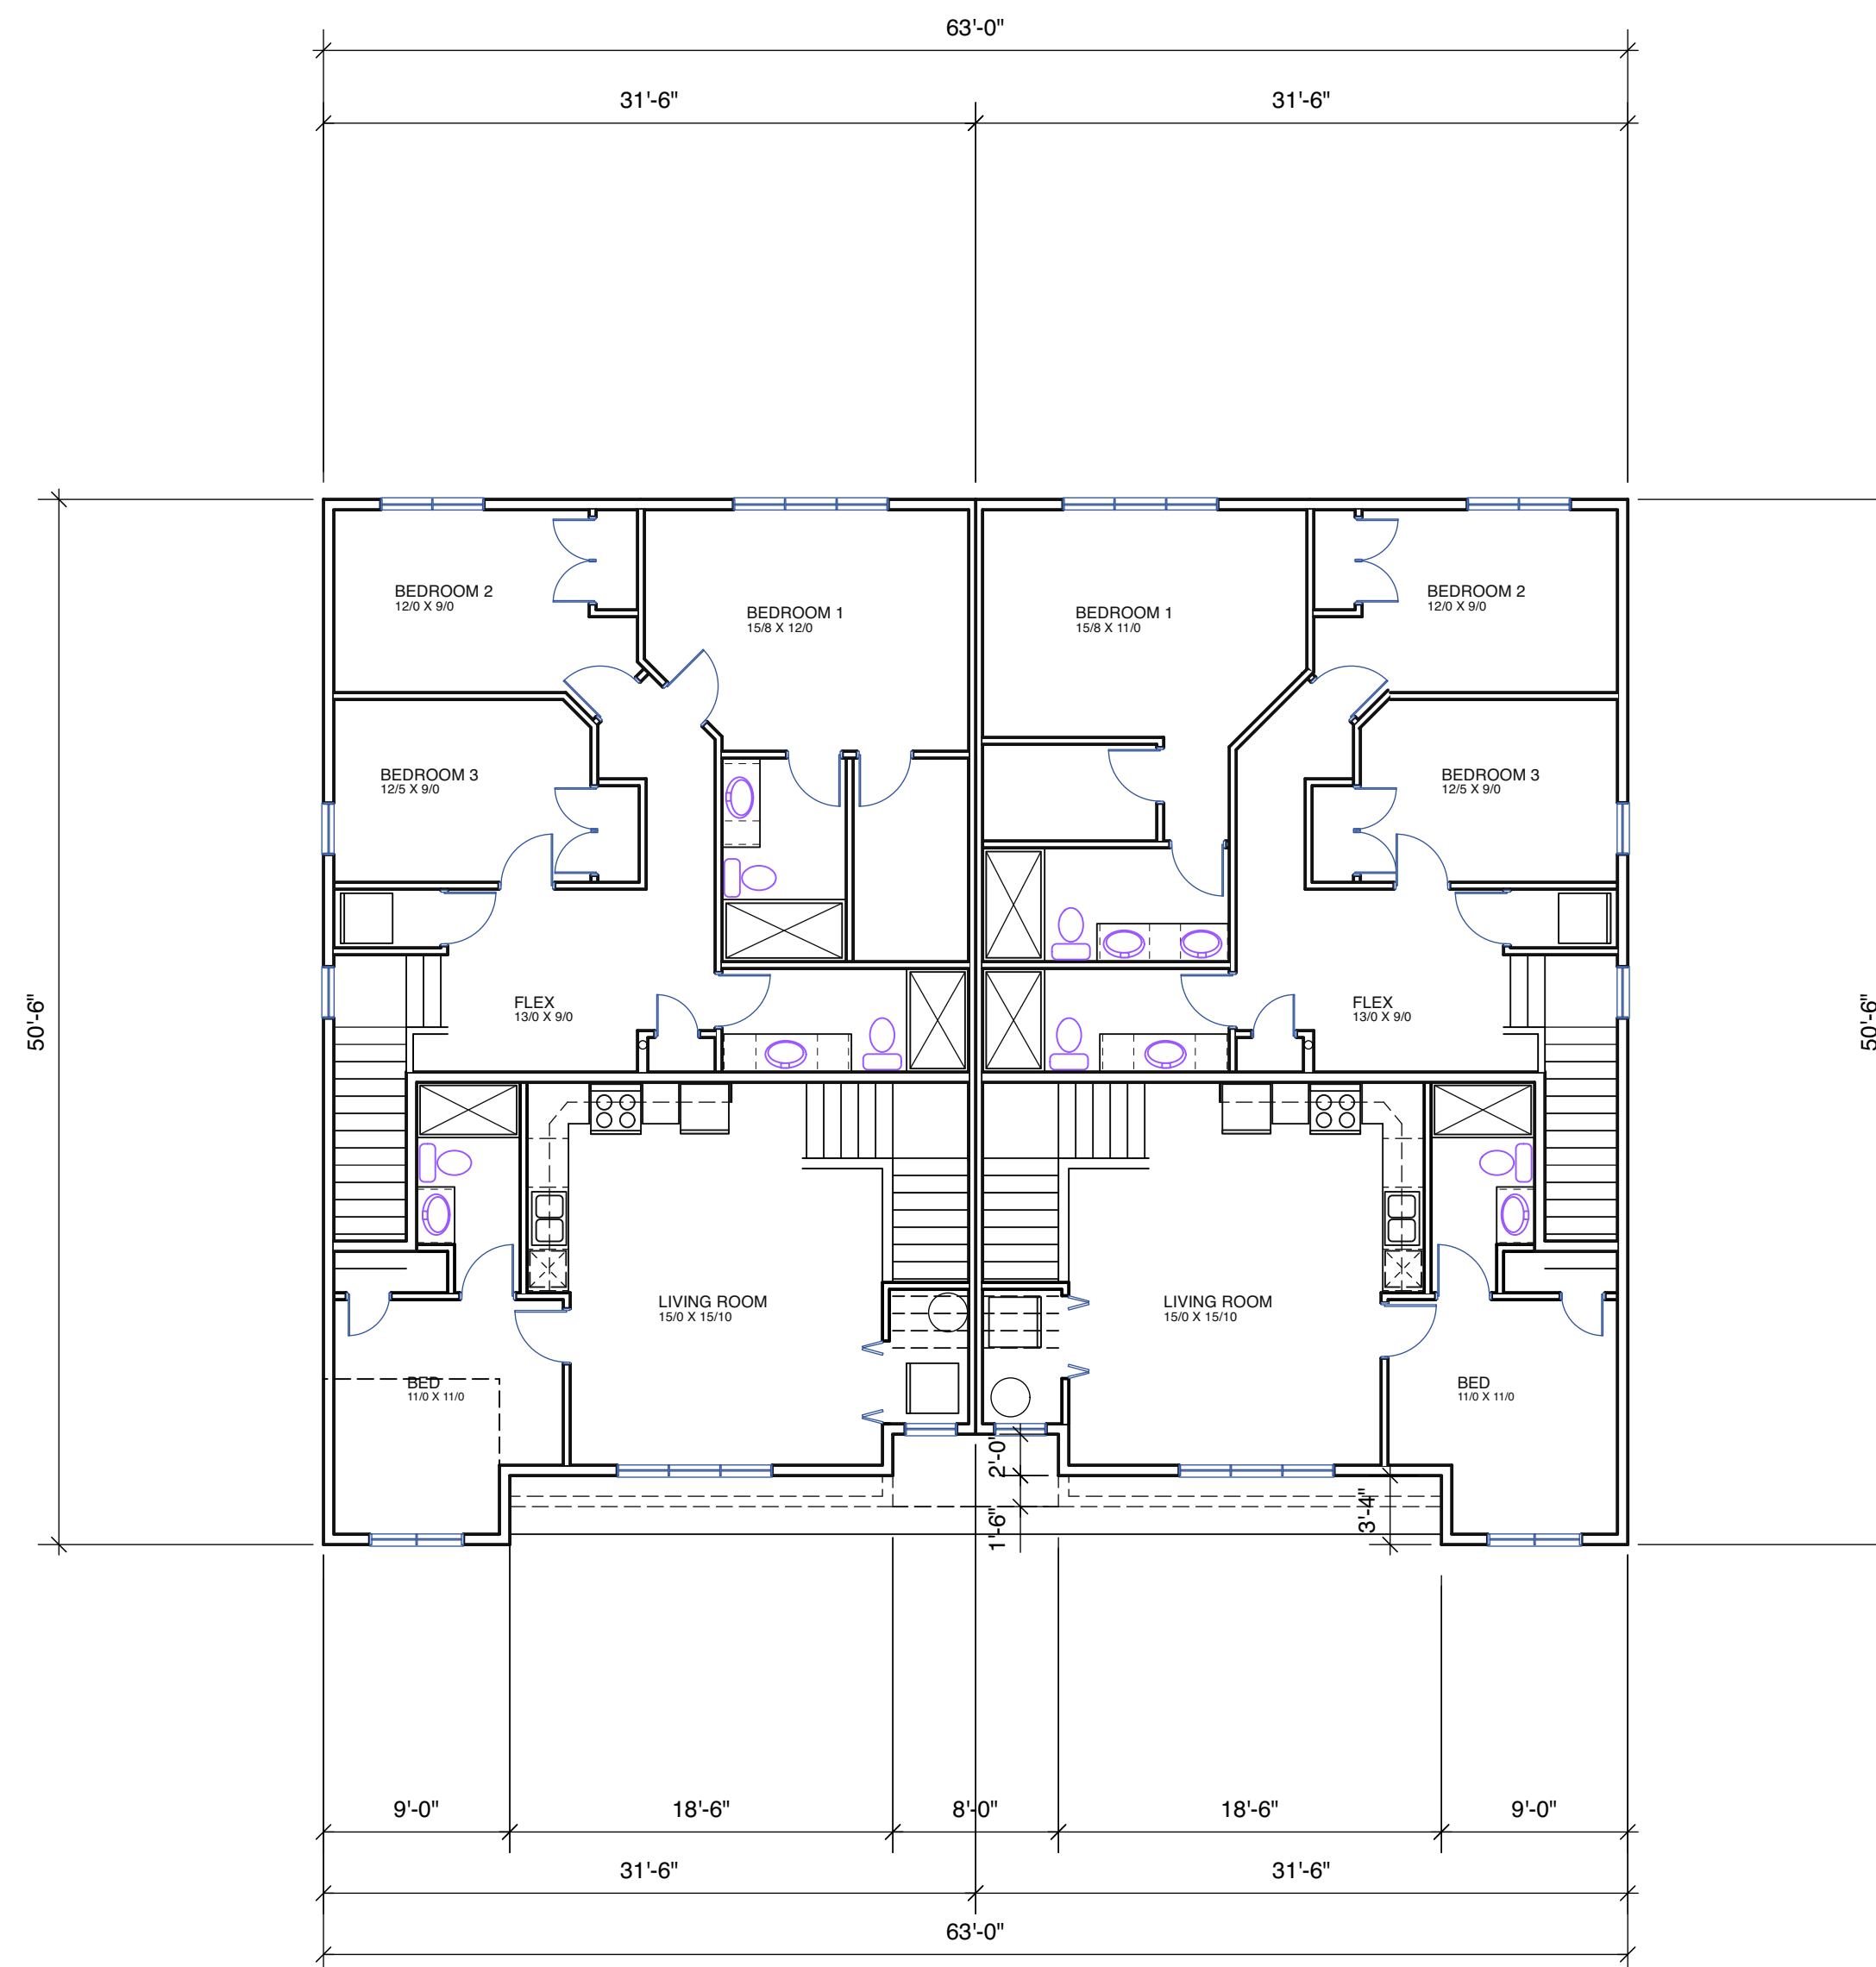 63'-0"
31'-6"
31'-6"
BEDROOM 2
12/0 X 9/0
BEDROOM 1
15/8 X 12/0
BEDROOM 1
15/8 X 11/0
BEDROOM 2
12/0 X 9/0
BEDROOM 3
12/5 X 9/0
BEDROOM 3
12/5 X 9/0
50'-6"
FLEX
13/0 X 9/0
FLEX
13/0 X 9/0
50'-6"
LIVING ROOM
15/0 X 15/10
LIVING ROOM
15/0 X 15/10
BED
11/0 X 11/0
BED
11/0 X 11/0
2'-0"
1'-6"
3'-4"
9'-0"
18'-6"
8'-0"
18'-6"
9'-0"
31'-6"
31'-6"
63'-0"